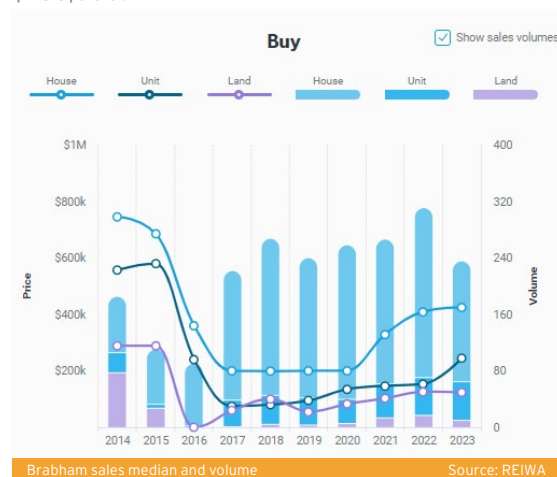 Buy
Show sales volumes
House Unit Land House Unit Land
$1M 400
$800k 320
$600k 240
$400k 160
$200k 80
0
Price
Volume
2014 2015 2016 2017 2018 2019 2020 2021 2022 2023
Brabham sales median and volume Source: REIWA